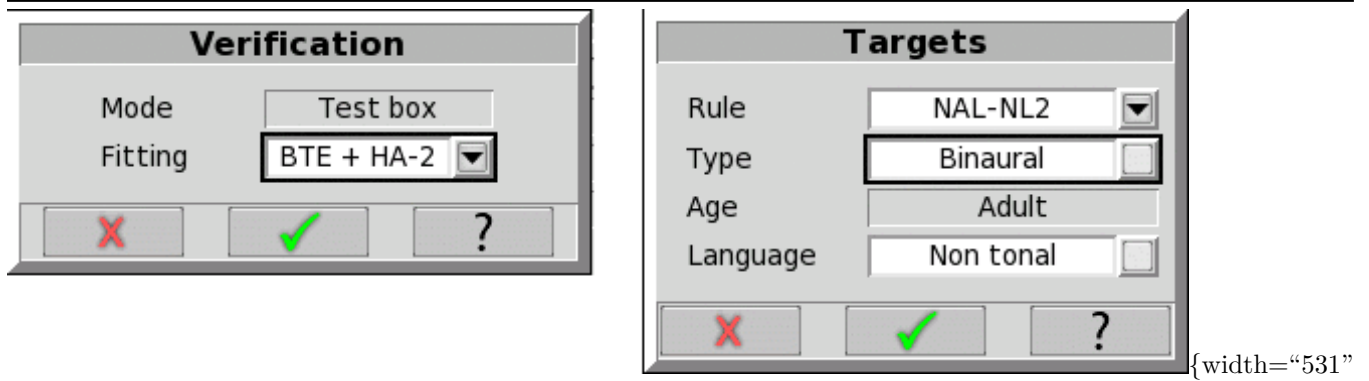 Verification
Mode Test box
Fitting BTE + HA-2
X ✓ ?
Targets
Rule NAL-NL2
Type Binaural
Age Adult
Language Non tonal
X ✓ ?
{width=“531”